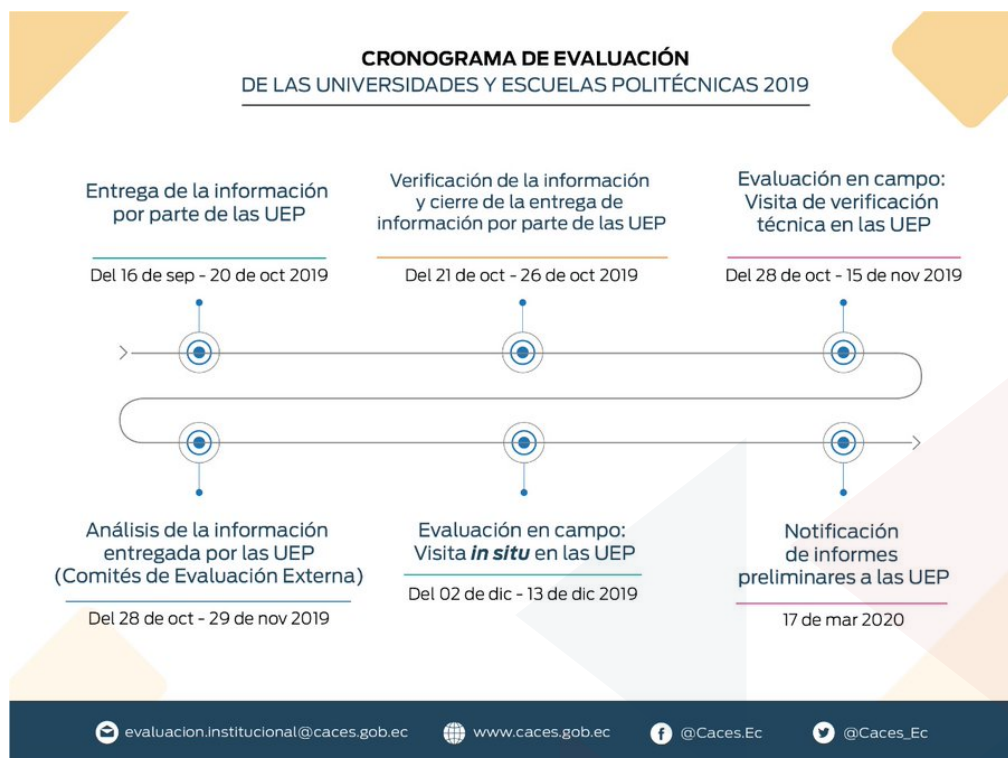 CRONOGRAMA DE EVALUACIÓN
DE LAS UNIVERSIDADES Y ESCUELAS POLITÉCNICAS 2019
Entrega de la información
por parte de las UEP
Del 16 de sep - 20 de oct 2019
Verificación de la información
y cierre de la entrega de
información por parte de las UEP
Del 21 de oct - 26 de oct 2019
Evaluación en campo:
Visita de verificación
técnica en las UEP
Del 28 de oct - 15 de nov 2019
Análisis de la información
entregada por las UEP
(Comités de Evaluación Externa)
Del 28 de oct - 29 de nov 2019
Evaluación en campo:
Visita in situ en las UEP
Del 02 de dic - 13 de dic 2019
Notificación
de informes
preliminares a las UEP
17 de mar 2020
evaluacion.institucional@caces.gob.ec
www.caces.gob.ec
@Caces.Ec
@Caces_Ec